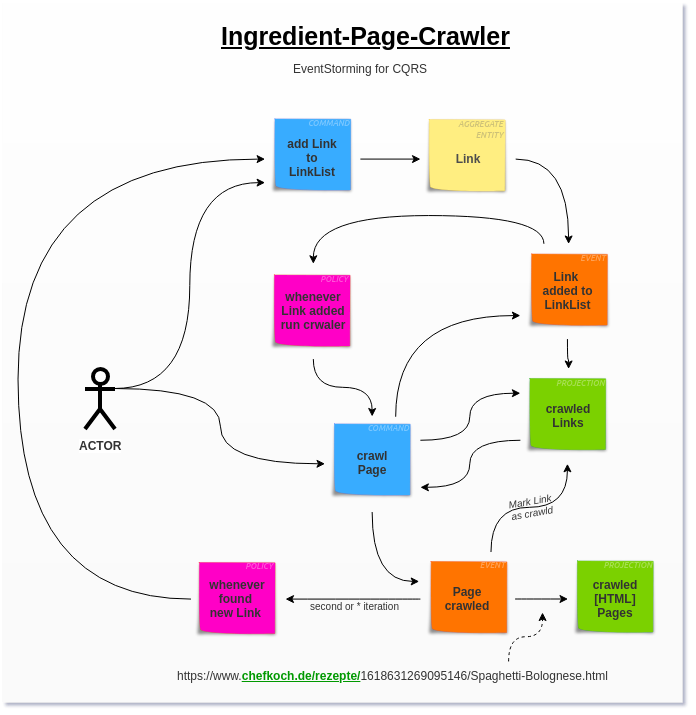 Ingredient-Page-Crawler
EventStorming for CQRS
COMMAND
add Link
to
LinkList
AGGREGATE
ENTITY
Link
EVENT
Link
added to
LinkList
POLICY
whenever
Link added
run crwaler
PROJECTION
crawled
Links
ACTOR
COMMAND
crawl
Page
Mark Link
as crawld
POLICY
whenever
found
new Link
second or * iteration
EVENT
Page
crawled
PROJECTION
crawled
[HTML]
Pages
https://www.chefkoch.de/rezepte/1618631269095146/Spaghetti-Bolognese.html